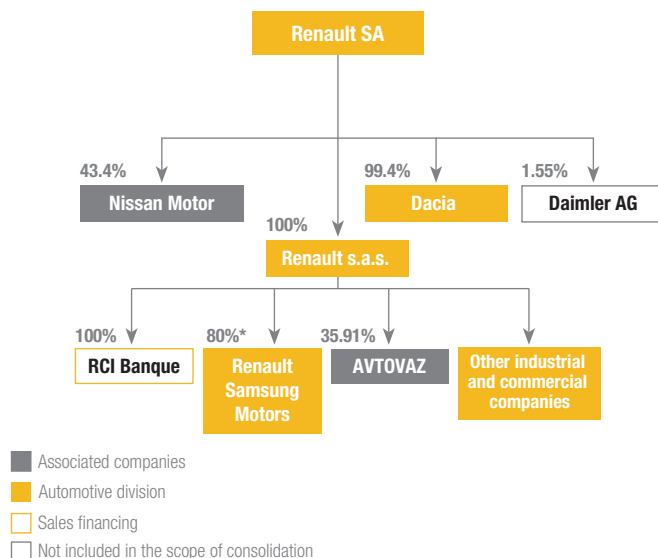 Renault SA
43.4%
99.4%
1.55%
Nissan Motor
Dacia
Daimler AG
100%
Renault s.a.s.
100%
80%*
35.91%
RCI Banque
Renault
Samsung
Motors
AVTOVAZ
Other industrial
and commercial
companies
Associated companies
Automotive division
Sales financing
Not included in the scope of consolidation